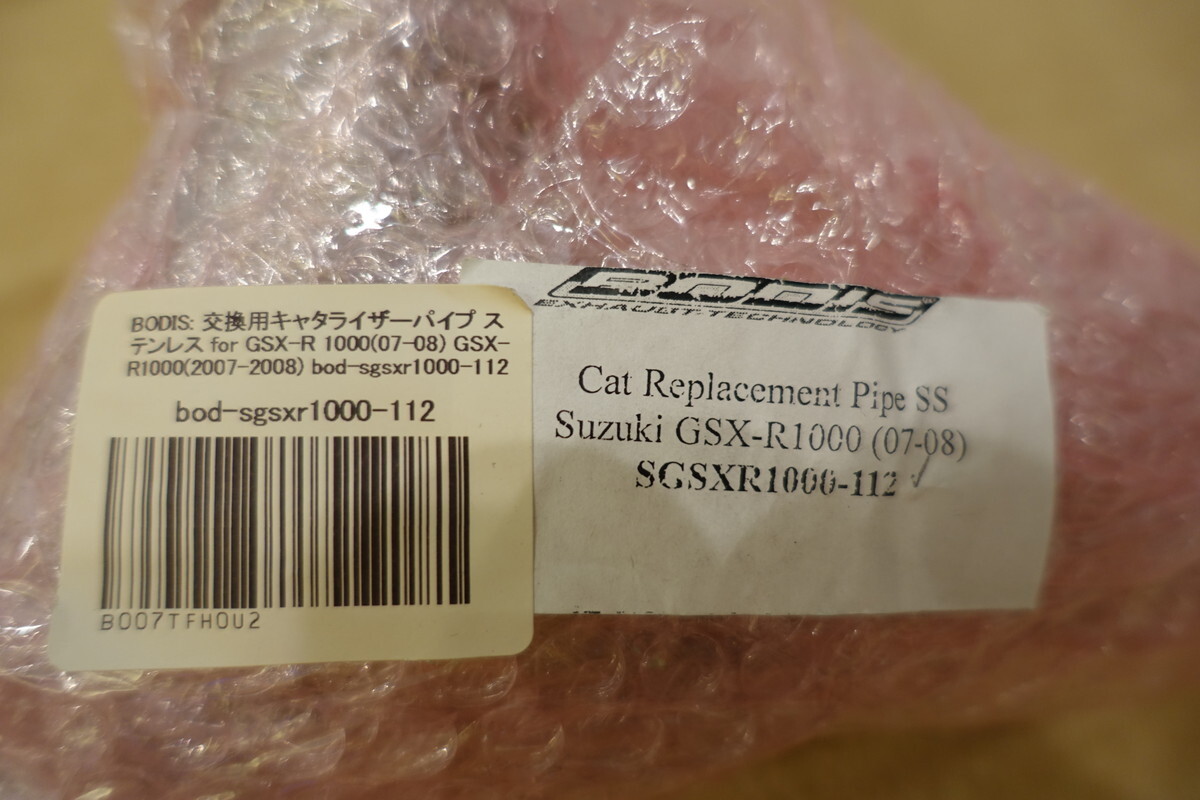 BODIS: 交換用キャタライザーパイプ ス
テンレス for GSX-R 1000(07-08) GSX-
R1000(2007-2008) bod-sgsxr1000-112
bod-sgsxr1000-112
B007TFHOU2
BODIS
EXHAUST TECHNOLOGY
Cat Replacement Pipe SS
Suzuki GSX-R1000 (07-08)
SGSXR1000-112